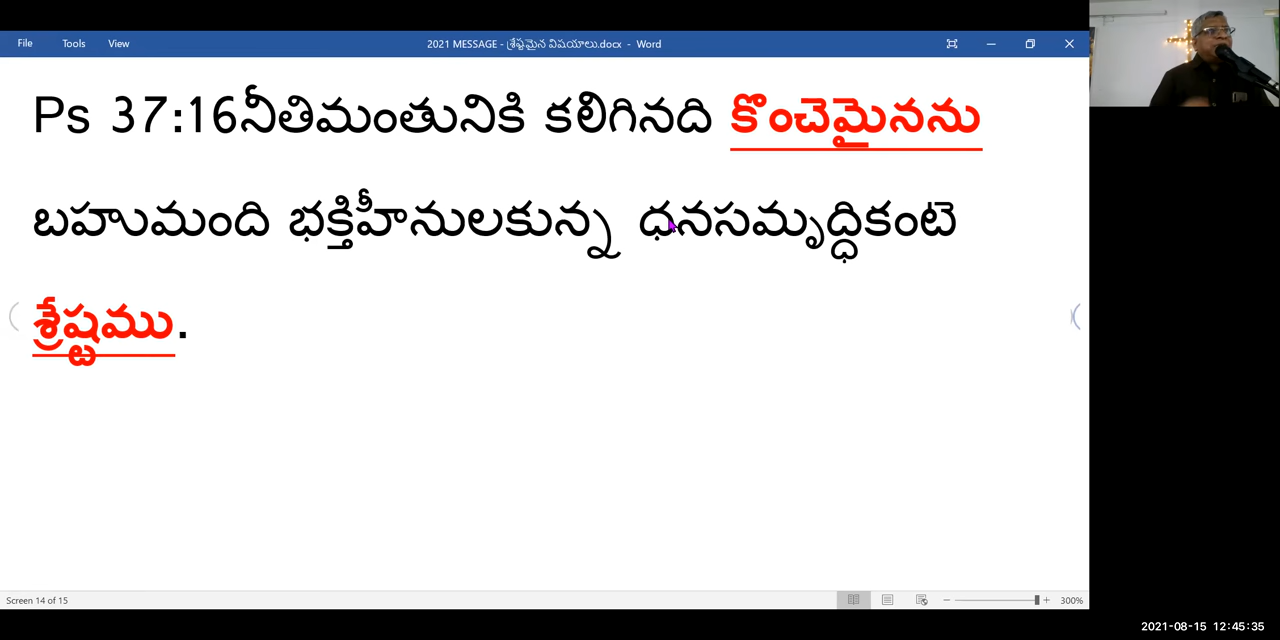 File Tools View 2021 MESSAGE - శ్రేష్టమైన విషయాలు.docx - Word
Ps 37:16నీతిమంతునికి కలిగినది కొంచెమైనను
బహుమంది భక్తిహీనులకున్న ధనసమృద్ధికంటె
శ్రేష్టము.
Screen 14 of 15 300%
2021-08-15 12:45:35